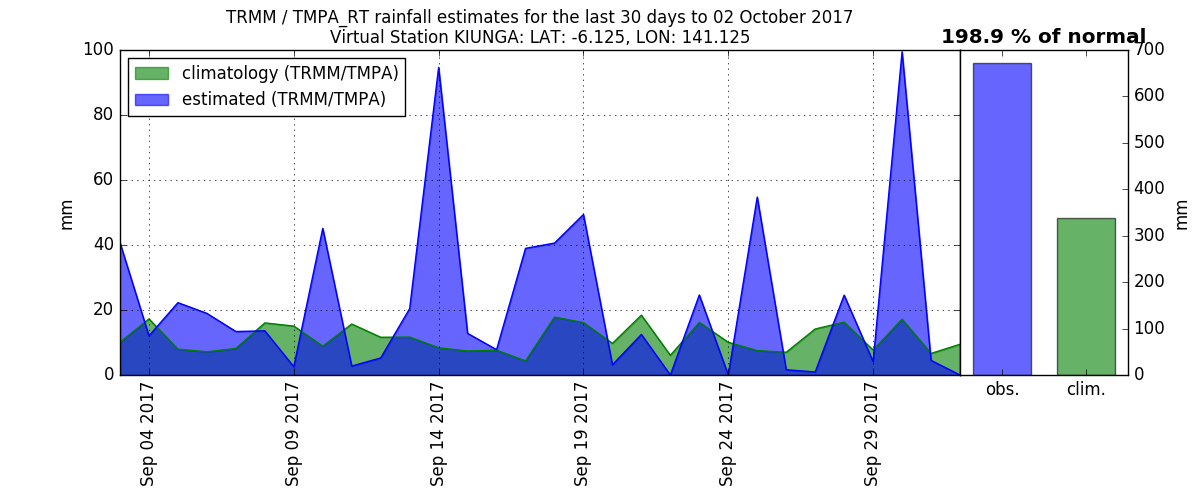 TRMM / TMPA_RT rainfall estimates for the last 30 days to 02 October 2017
Virtual Station KIUNGA: LAT: -6.125, LON: 141.125
198.9 % of normal
climatology (TRMM/TMPA)
estimated (TRMM/TMPA)
100
80
60
40
20
0
mm
Sep 04 2017
Sep 09 2017
Sep 14 2017
Sep 19 2017
Sep 24 2017
Sep 29 2017
700
600
500
400
300
200
100
0
mm
obs.
clim.